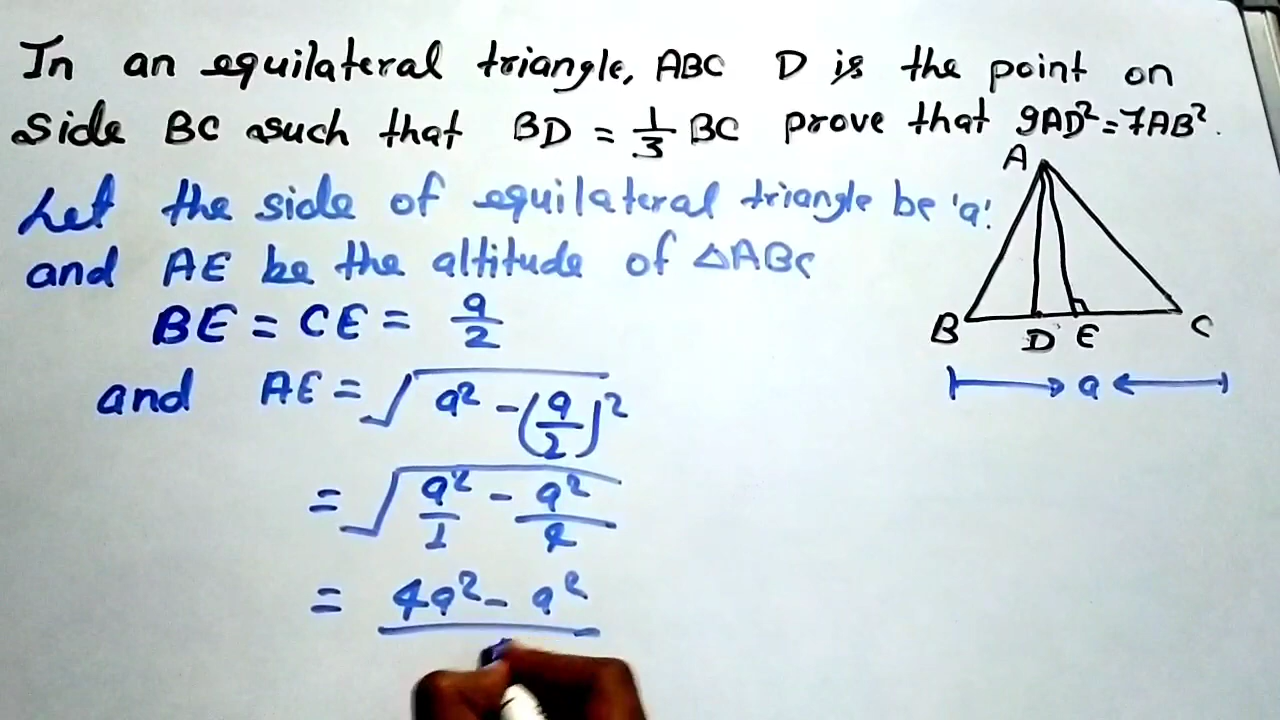 In an equilateral triangle, ABC D is the point on
side BC such that BD = 1/3 BC prove that 9AD² = 7AB².
Let the side of equilateral triangle be 'a'.
and AE be the altitude of △ABC
BE = CE = a/2
and AE = √(a² - (a/2)²)
= √(a²/1 - a²/4)
= 4a² - a²
A
B D E C
a